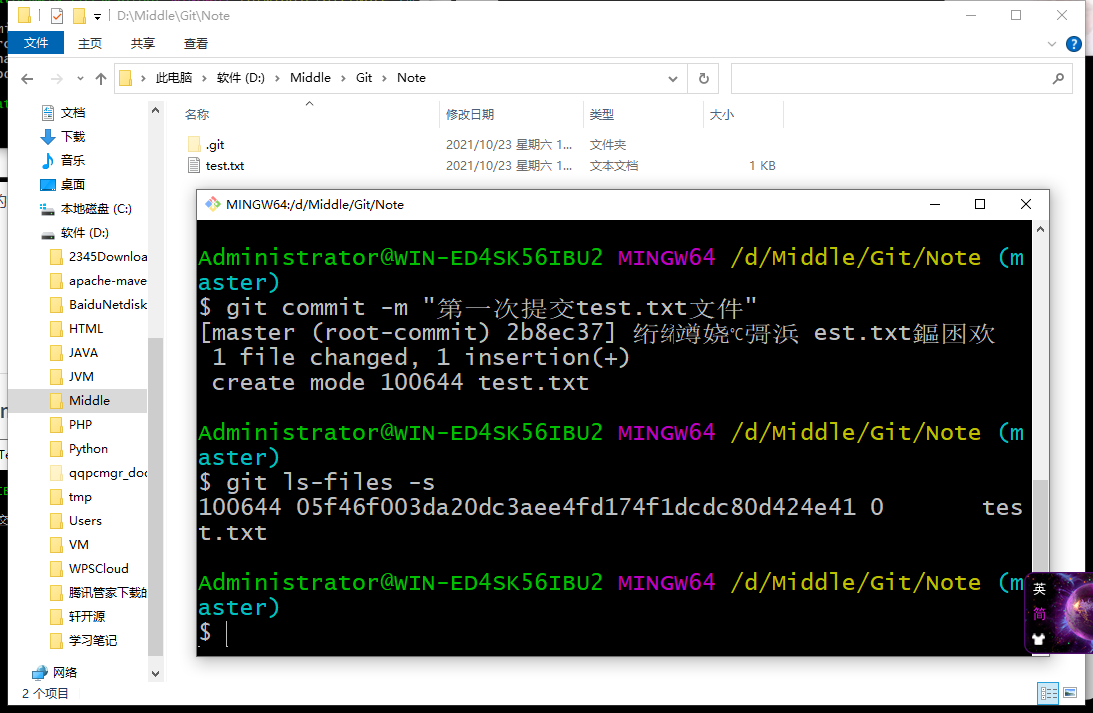 D:\Middle\Git\Note
文件 主页 共享 查看
此电脑 › 软件 (D:) › Middle › Git › Note
名称 修改日期 类型 大小
.git 2021/10/23 星期六 1... 文件夹
test.txt 2021/10/23 星期六 1... 文本文档 1 KB
文档
下载
音乐
桌面
本地磁盘 (C:)
软件 (D:)
2345Downloa
apache-mave
BaiduNetdisk
HTML
JAVA
JVM
Middle
PHP
Python
qqpcmgr_doc
tmp
Users
VM
WPSCloud
腾讯管家下载的
轩开源
学习笔记
网络
2 个项目
MINGW64:/d/Middle/Git/Note
Administrator@WIN-ED4SK56IBU2 MINGW64 /d/Middle/Git/Note (m
aster)
$ git commit -m "第一次提交test.txt文件"
[master (root-commit) 2b8ec37] 绗竴娆℃彁浜 est.txt鏂囦欢
1 file changed, 1 insertion(+)
create mode 100644 test.txt
Administrator@WIN-ED4SK56IBU2 MINGW64 /d/Middle/Git/Note (m
aster)
$ git ls-files -s
100644 05f46f003da20dc3aee4fd174f1dcdc80d424e41 0 tes
t.txt
Administrator@WIN-ED4SK56IBU2 MINGW64 /d/Middle/Git/Note (m
aster)
$
英
简